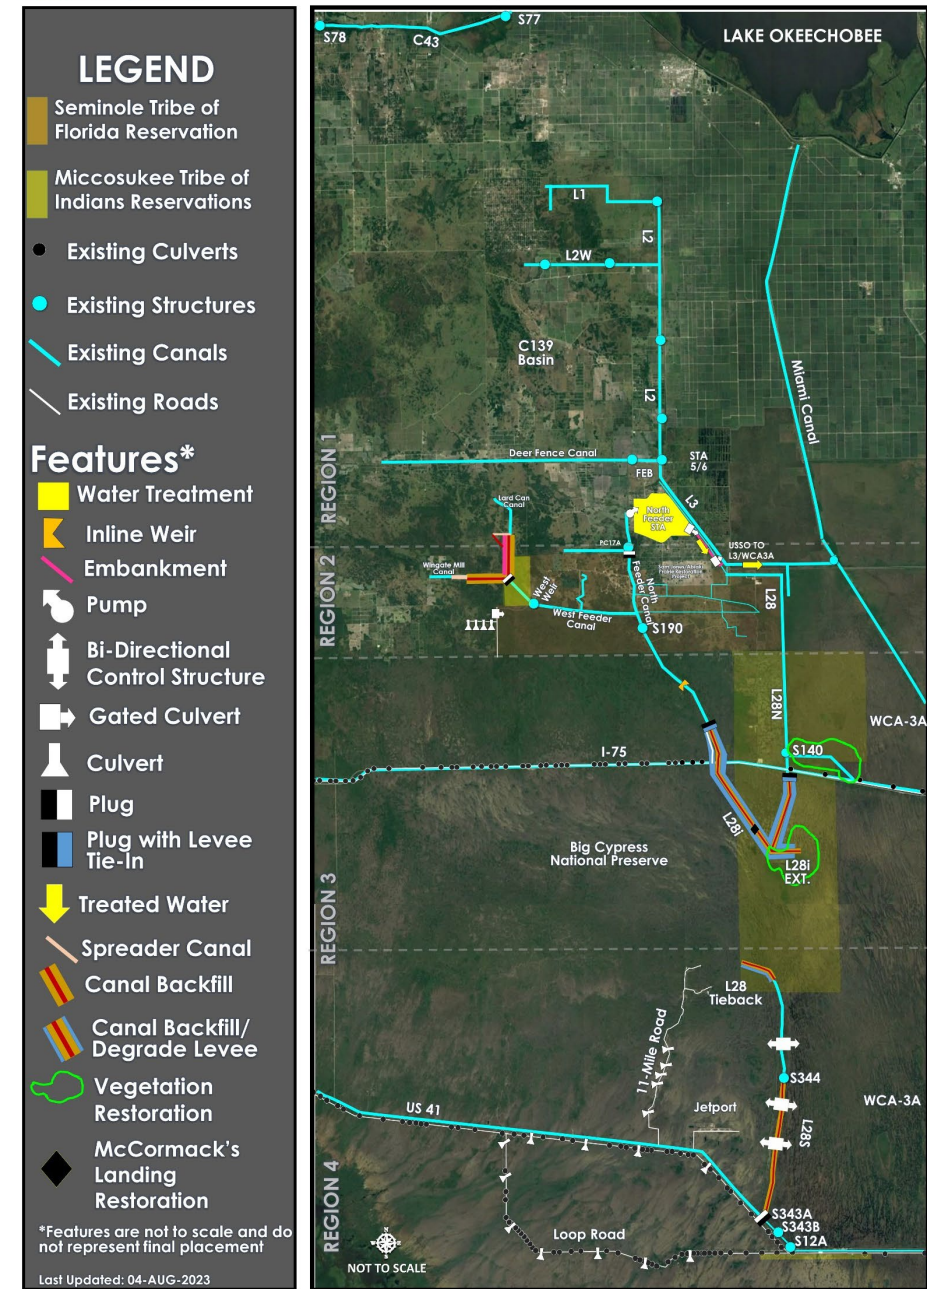 LEGEND
Seminole Tribe of
Florida Reservation
Miccosukee Tribe of
Indians Reservations
Existing Culverts
Existing Structures
Existing Canals
Existing Roads
Features*
Water Treatment
Inline Weir
Embankment
Pump
Bi-Directional
Control Structure
Gated Culvert
Culvert
Plug
Plug with Levee
Tie-In
Treated Water
Spreader Canal
Canal Backfill
Canal Backfill/
Degrade Levee
Vegetation
Restoration
McCormack's
Landing
Restoration
*Features are not to scale and do
not represent final placement
Last Updated: 04-AUG-2023
S78
C43
S77
LAKE OKEECHOBEE
L1
L2
L2W
C139
Basin
L2
Miami Canal
REGION 1
Deer Fence Canal
FEB
STA
5/6
L3
Lard Can
Canal
North
Feeder
STA
PC17A
USSO TO
L3/WCA3A
REGION 2
Wingate Mill
Canal
West
Weir
West Feeder
Canal
North
Feeder Canal
L28
S190
L28N
WCA-3A
I-75
S140
L28i
Big Cypress
National Preserve
L28i
EXT.
REGION 3
L28
Tieback
11-Mile Road
S344
US 41
Jetport
L28S
WCA-3A
REGION 4
Loop Road
S343A
S343B
S12A
N
NOT TO SCALE